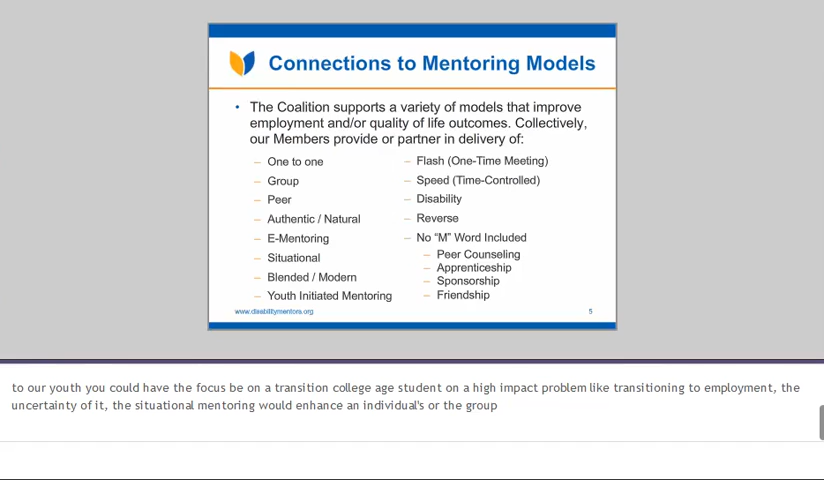 Connections to Mentoring Models
• The Coalition supports a variety of models that improve
employment and/or quality of life outcomes. Collectively,
our Members provide or partner in delivery of:
– One to one
– Group
– Peer
– Authentic / Natural
– E-Mentoring
– Situational
– Blended / Modern
– Youth Initiated Mentoring
– Flash (One-Time Meeting)
– Speed (Time-Controlled)
– Disability
– Reverse
– No “M” Word Included
– Peer Counseling
– Apprenticeship
– Sponsorship
– Friendship
www.disabilitymentors.org
5
to our youth you could have the focus be on a transition college age student on a high impact problem like transitioning to employment, the
uncertainty of it, the situational mentoring would enhance an individual's or the group